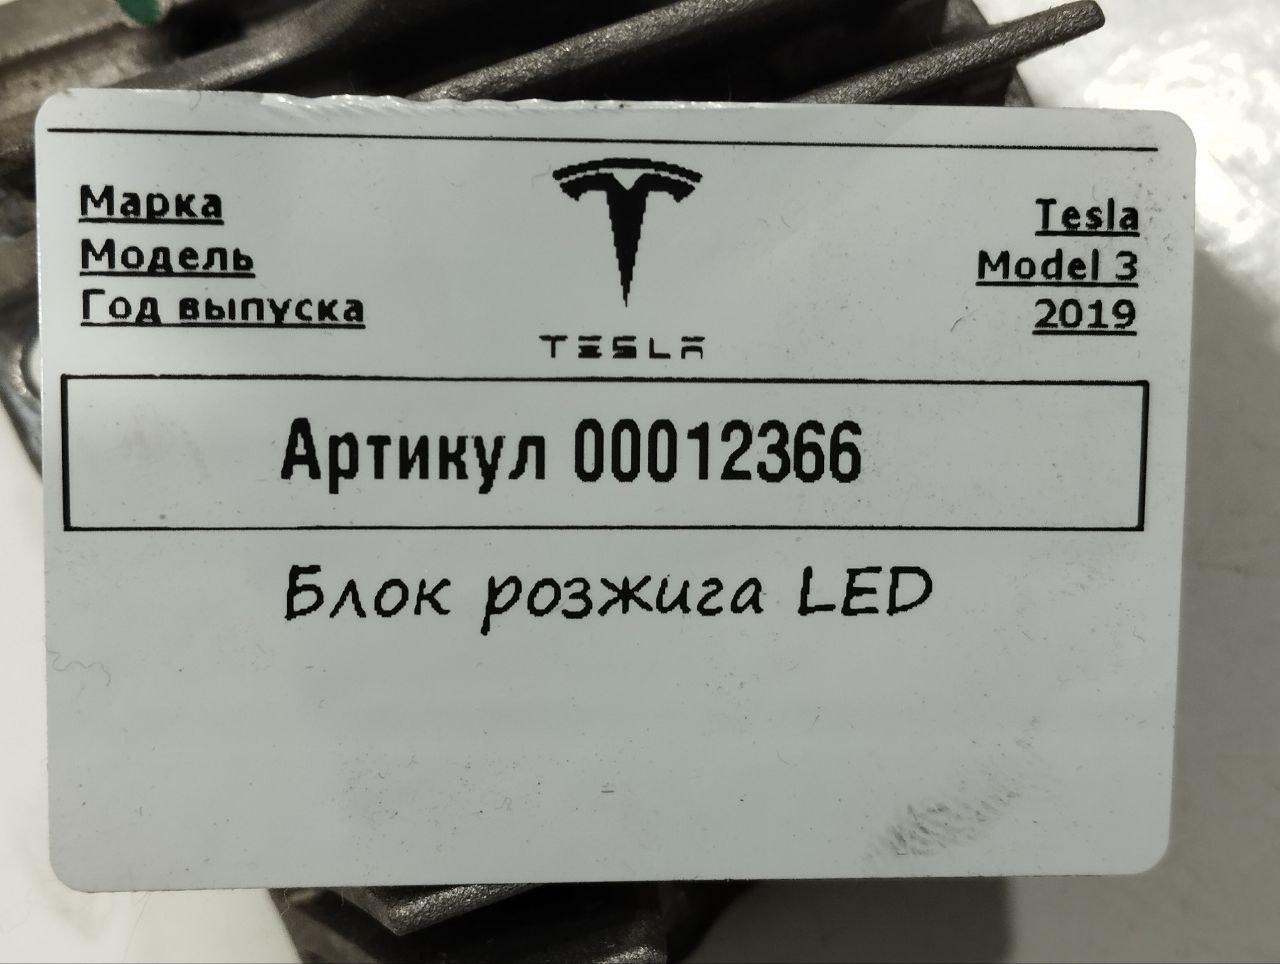 Марка Tesla
Модель Model 3
Год выпуска 2019
TESLA
Артикул 00012366
Блок розжига LED